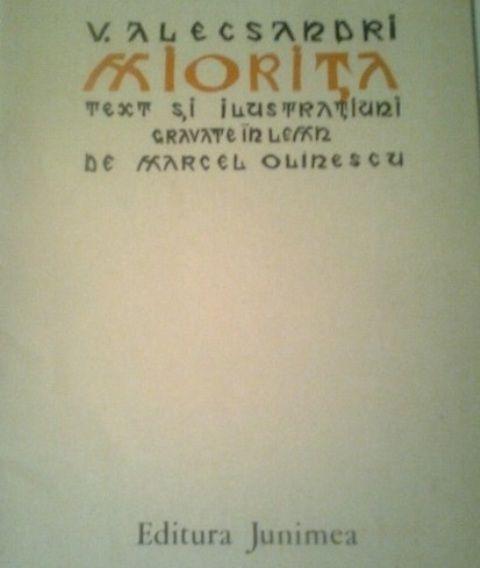 V. ALECSANDRI
MIORIȚA
TEXT ȘI ILUSTRAȚIUNI
GRAVATE ÎN LEMN
DE MARCEL OLINESCU
Editura Junimea